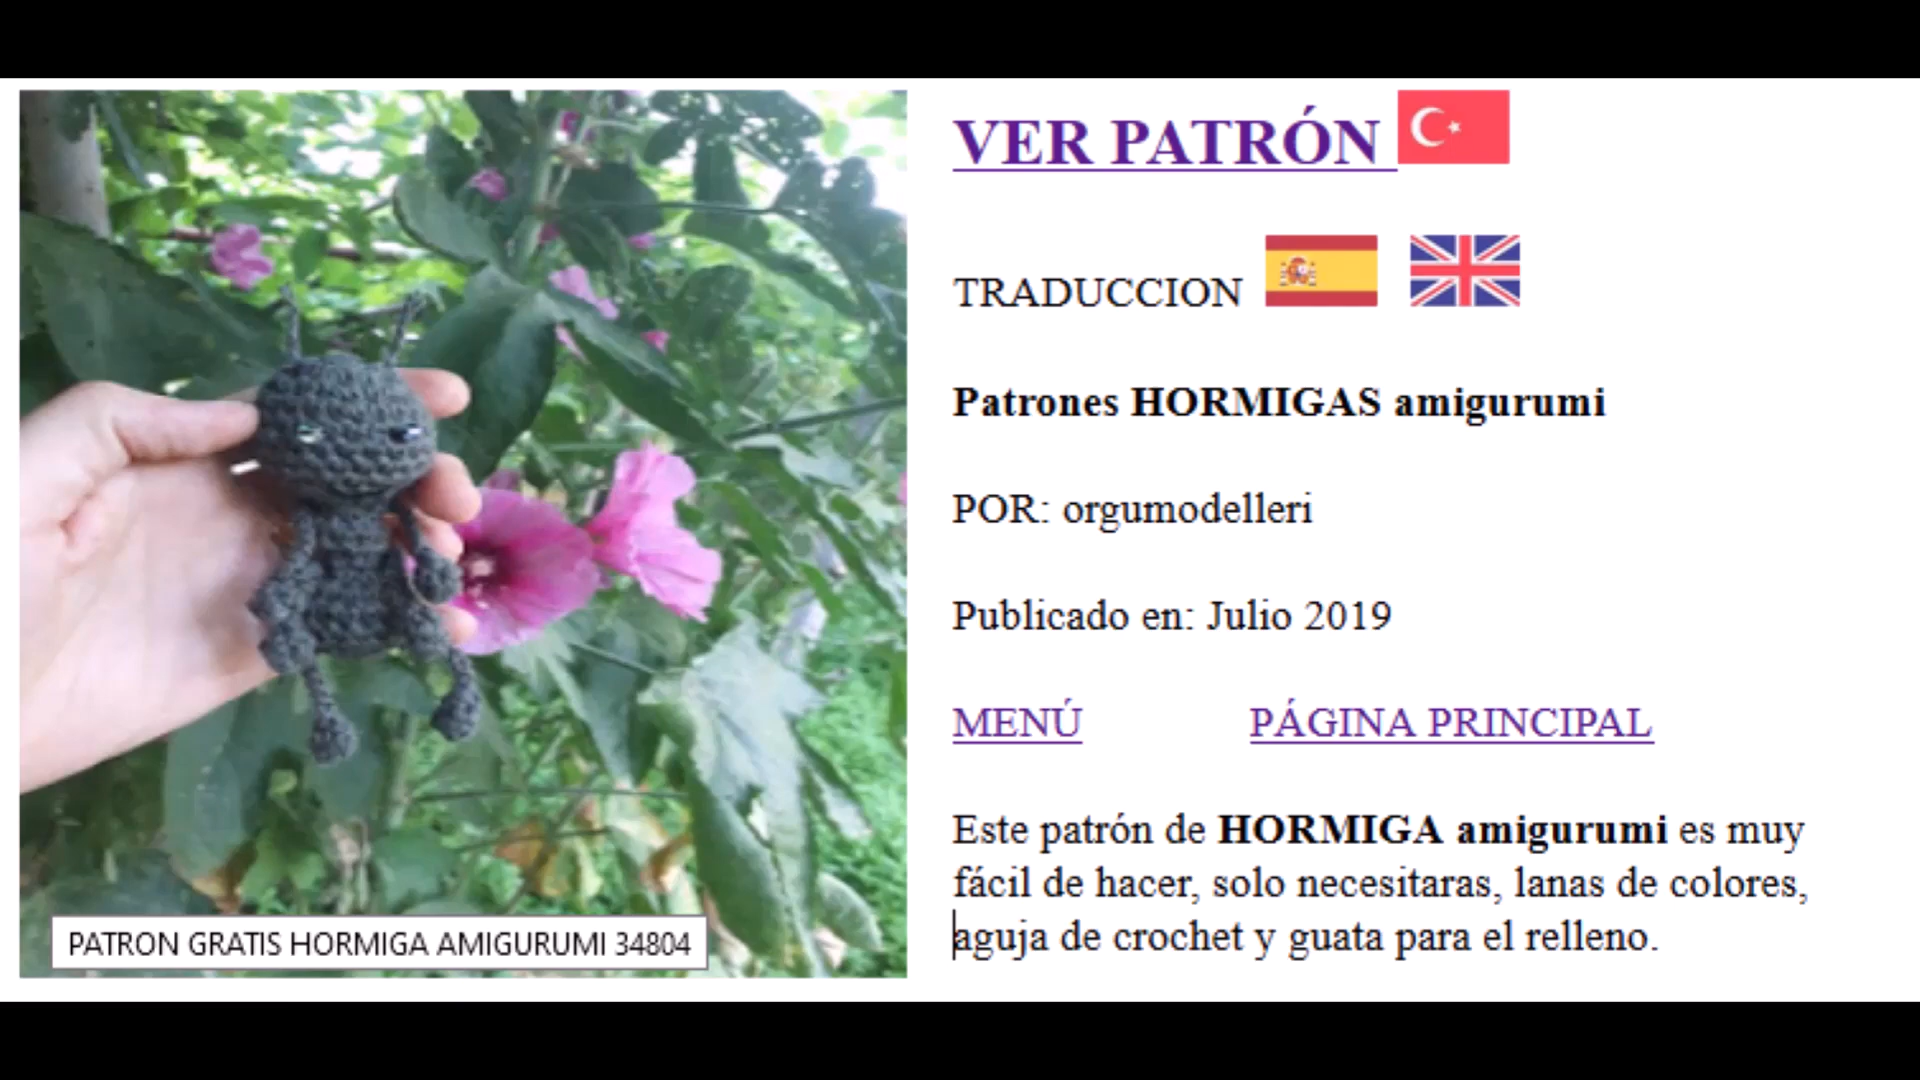 VER PATRÓN
TRADUCCION
Patrones HORMIGAS amigurumi
POR: orgumodelleri
Publicado en: Julio 2019
MENÚ PÁGINA PRINCIPAL
Este patrón de HORMIGA amigurumi es muy
fácil de hacer, solo necesitaras, lanas de colores,
aguja de crochet y guata para el relleno.
PATRON GRATIS HORMIGA AMIGURUMI 34804